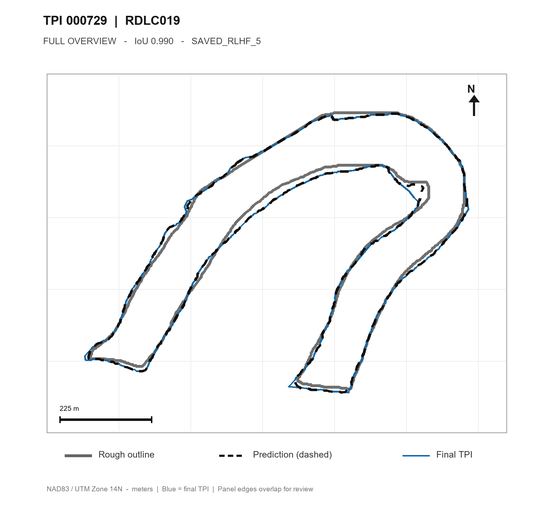 TPI 000729 | RDLC019
FULL OVERVIEW - IoU 0.990 - SAVED_RLHF_5
N
225 m
Rough outline
Prediction (dashed)
Final TPI
NAD83 / UTM Zone 14N - meters | Blue = final TPI | Panel edges overlap for review